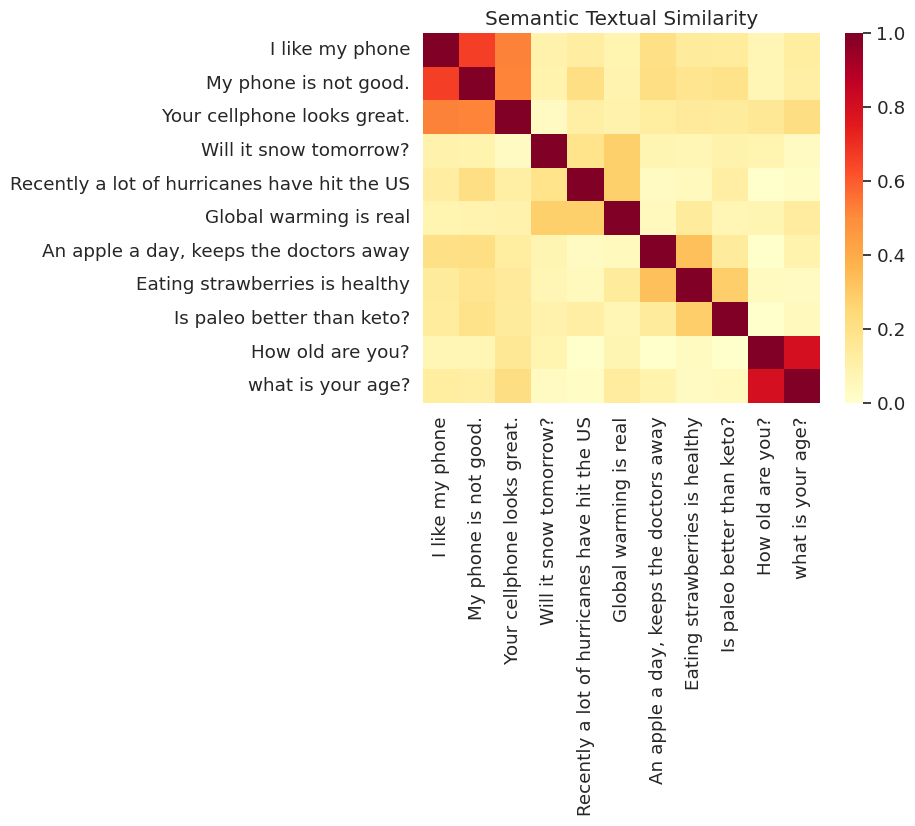 Semantic Textual Similarity
I like my phone
My phone is not good.
Your cellphone looks great.
Will it snow tomorrow?
Recently a lot of hurricanes have hit the US
Global warming is real
An apple a day, keeps the doctors away
Eating strawberries is healthy
Is paleo better than keto?
How old are you?
what is your age?
I like my phone
My phone is not good.
Your cellphone looks great.
Will it snow tomorrow?
Recently a lot of hurricanes have hit the US
Global warming is real
An apple a day, keeps the doctors away
Eating strawberries is healthy
Is paleo better than keto?
How old are you?
what is your age?
1.0
0.8
0.6
0.4
0.2
0.0